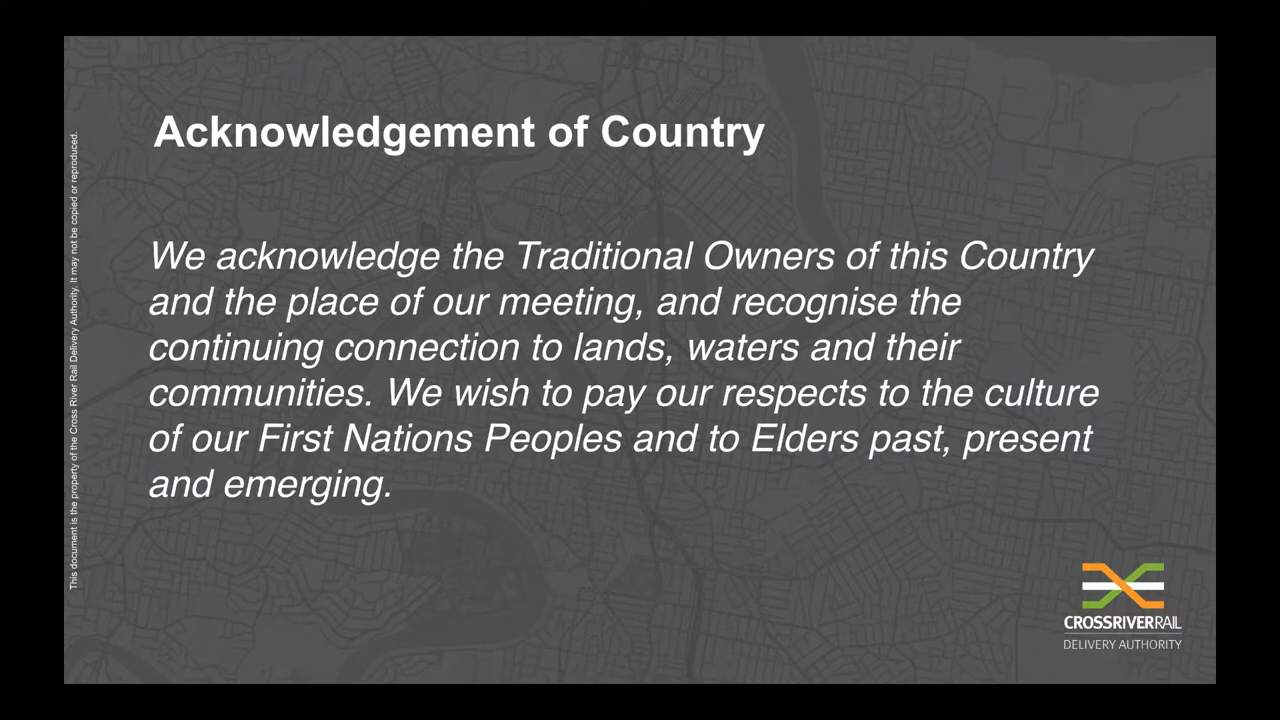 Acknowledgement of Country
We acknowledge the Traditional Owners of this Country
and the place of our meeting, and recognise the
continuing connection to lands, waters and their
communities. We wish to pay our respects to the culture
of our First Nations Peoples and to Elders past, present
and emerging.
This document is the property of the Cross River Rail Delivery Authority. It may not be copied or reproduced.
CROSSRIVERRAIL
DELIVERY AUTHORITY